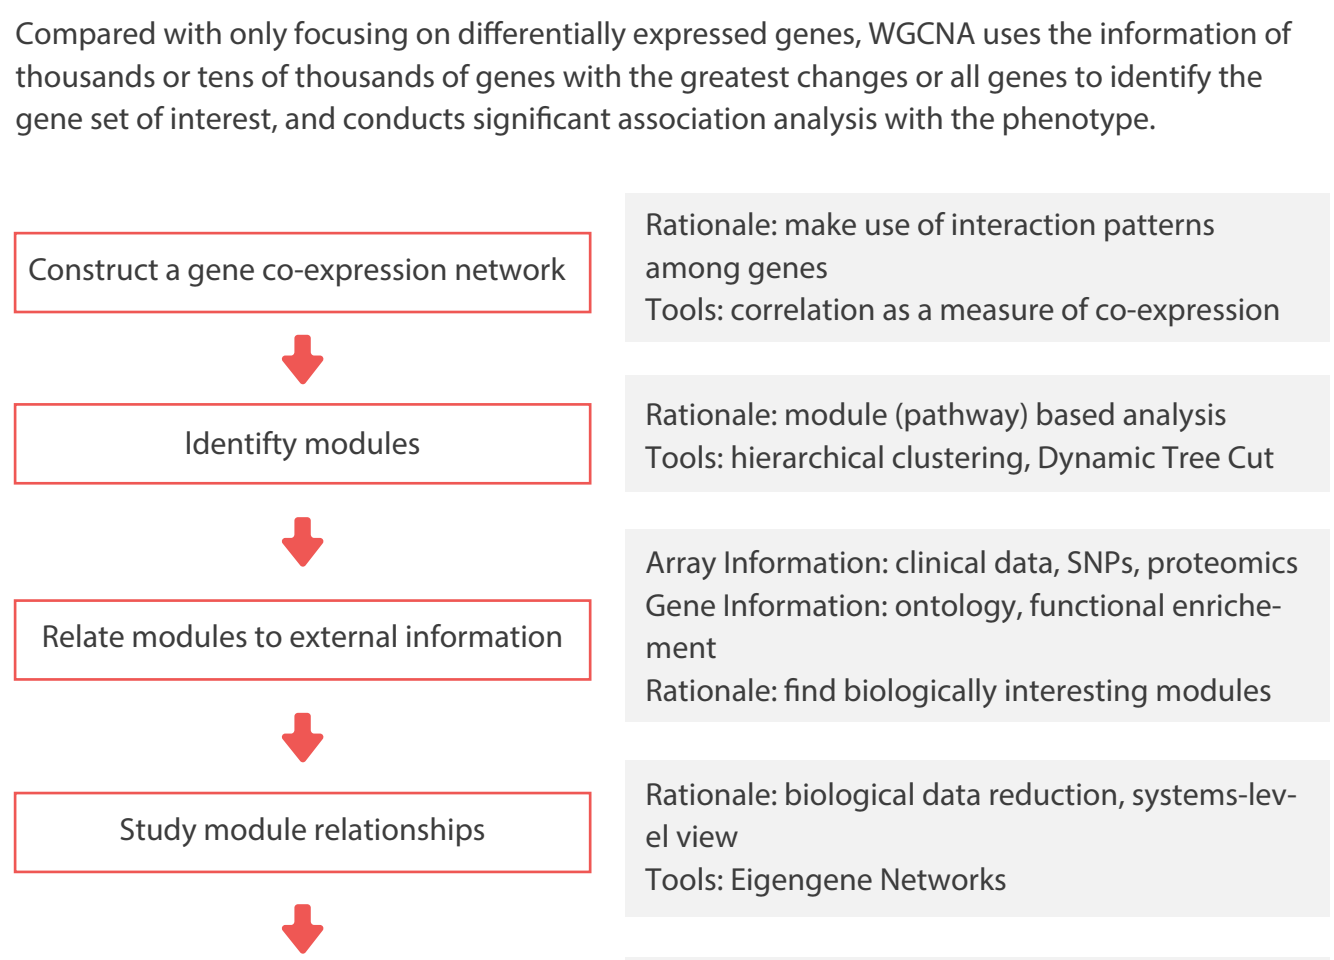 Compared with only focusing on differentially expressed genes, WGCNA uses the information of
thousands or tens of thousands of genes with the greatest changes or all genes to identify the
gene set of interest, and conducts significant association analysis with the phenotype.
Construct a gene co-expression network
Rationale: make use of interaction patterns
among genes
Tools: correlation as a measure of co-expression
Identifty modules
Rationale: module (pathway) based analysis
Tools: hierarchical clustering, Dynamic Tree Cut
Relate modules to external information
Array Information: clinical data, SNPs, proteomics
Gene Information: ontology, functional enriche-
ment
Rationale: find biologically interesting modules
Study module relationships
Rationale: biological data reduction, systems-lev-
el view
Tools: Eigengene Networks